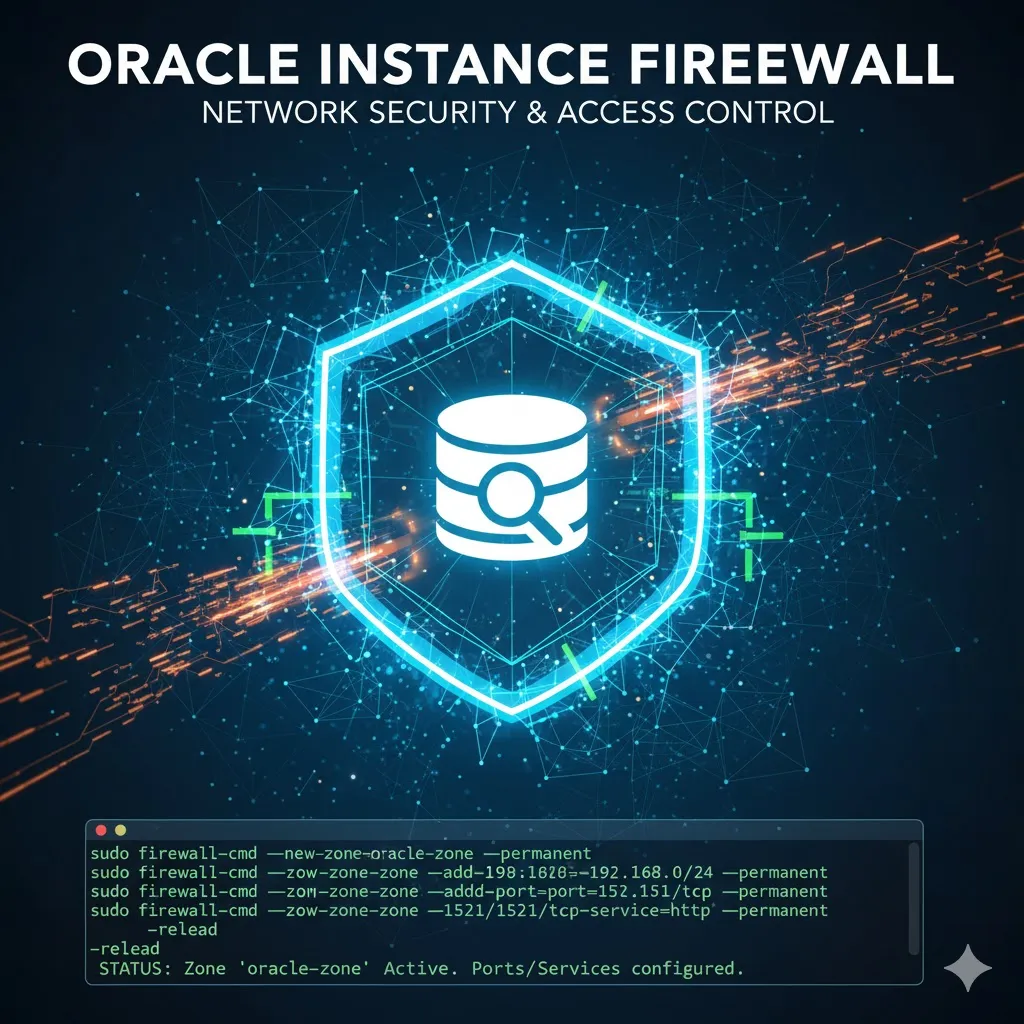 ORACLE INSTANCE FIREEWALL
NETWORK SECURITY & ACCESS CONTROL
sudo firewall-cmd —new-zone-oracle-zone —permanent
sudo firewall-cmd —zow-zone-zone —add-198:1828=-192.168.0/24 —permanent
sudo firewall-cmd —zom-zone-zone —addd-port=port=152.151/tcp —permanent
sudo firewall-cmd —zow-zone-zone —1521/1521/tcp-service=http' —permanent
-relead
-relead
STATUS: Zone 'oracle-zone' Active. Ports/Services configured.